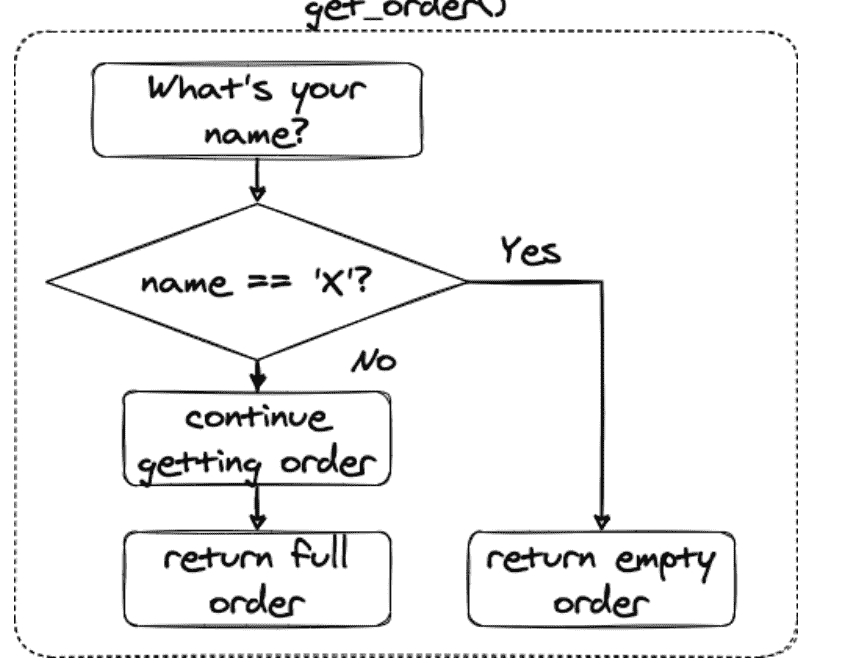 get_order()
What's your
name?
name == 'X'?
Yes
No
continue
getting order
return full
order
return empty
order